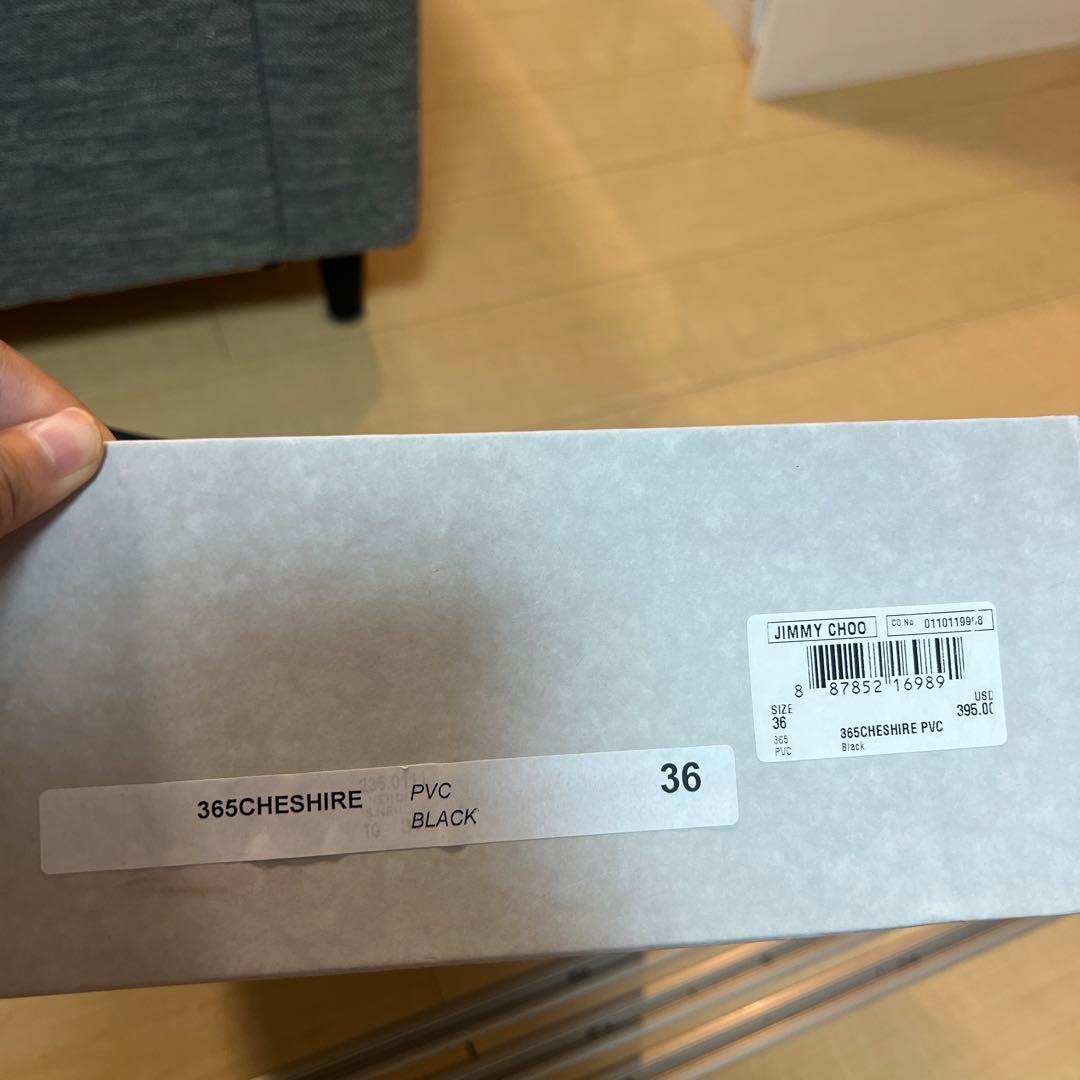 JIMMY CHOO CO No
8 87852 16989
SIZE USD
36 395.00
365 365CHESHIRE PVC
PVC Black
365CHESHIRE PVC 36
BLACK